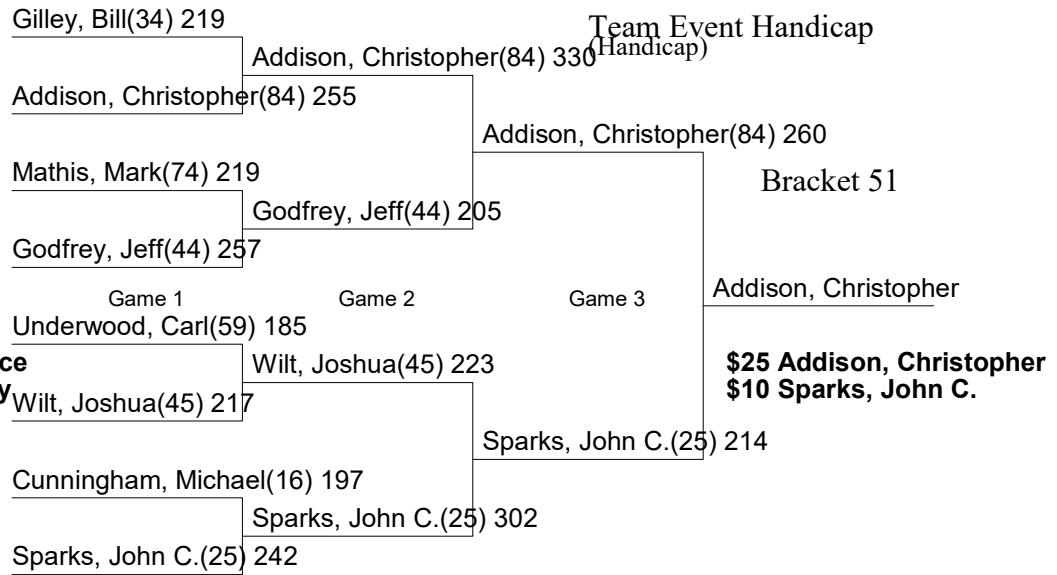 Gilley, Bill(34) 219
Team Event Handicap
(Handicap)
Addison, Christopher(84) 330
Addison, Christopher(84) 255
Addison, Christopher(84) 260
Mathis, Mark(74) 219
Bracket 51
Godfrey, Jeff(44) 205
Godfrey, Jeff(44) 257
Game 1
Game 2
Game 3
Addison, Christopher
Underwood, Carl(59) 185
ce
Wilt, Joshua(45) 223
$25 Addison, Christopher
y
Wilt, Joshua(45) 217
$10 Sparks, John C.
Sparks, John C.(25) 214
Cunningham, Michael(16) 197
Sparks, John C.(25) 302
Sparks, John C.(25) 242